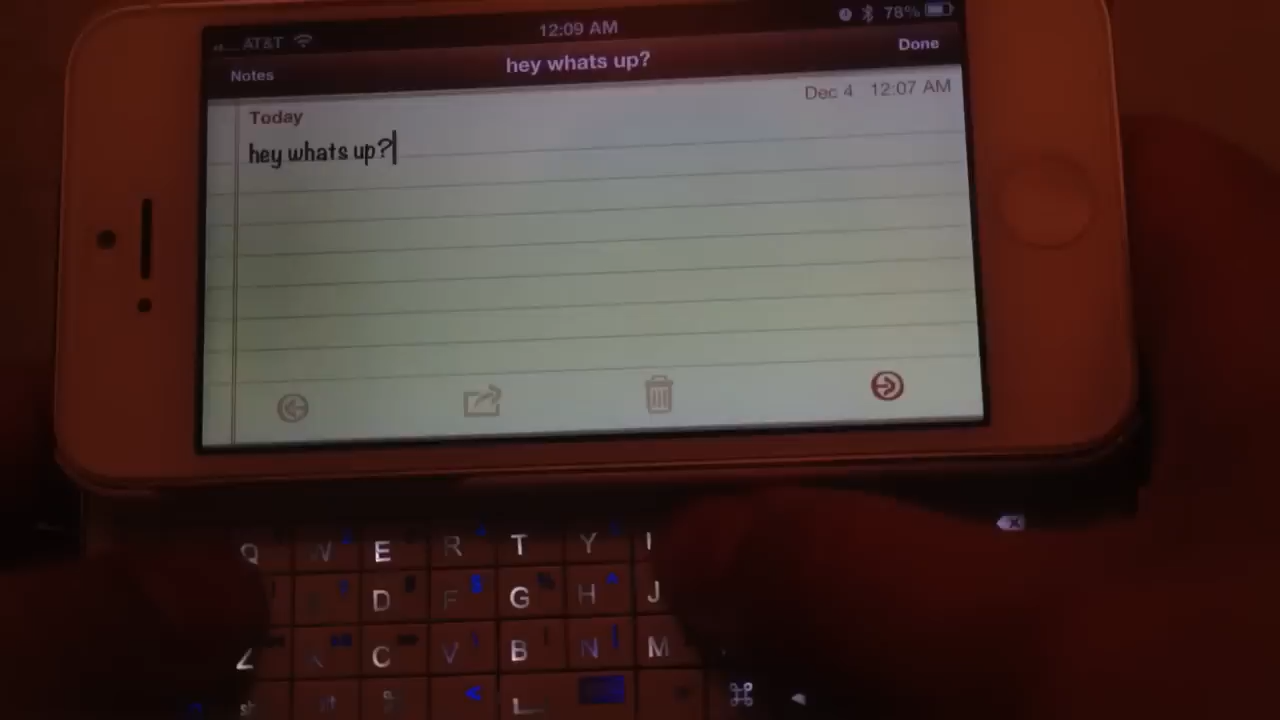 AT&T 12:09 AM 78%
Notes hey whats up? Done
Today Dec 4 12:07 AM
hey whats up?
Q W E R T Y
D F G H J
Z C V B N M
⌘